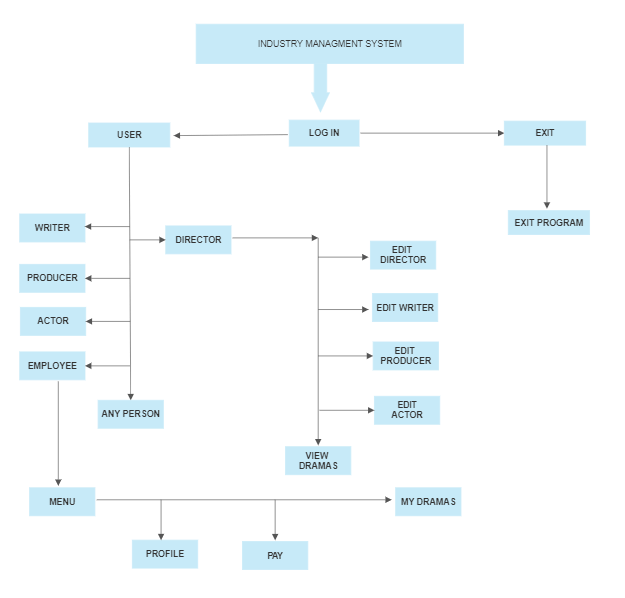 INDUSTRY MANAGMENT SYSTEM
USER
LOG IN
EXIT
WRITER
DIRECTOR
EXIT PROGRAM
EDIT
DIRECTOR
PRODUCER
EDIT WRITER
ACTOR
EDIT
PRODUCER
EMPLOYEE
ANY PERSON
EDIT
ACTOR
VIEW
DRAMAS
MENU
MY DRAMAS
PROFILE
PAY